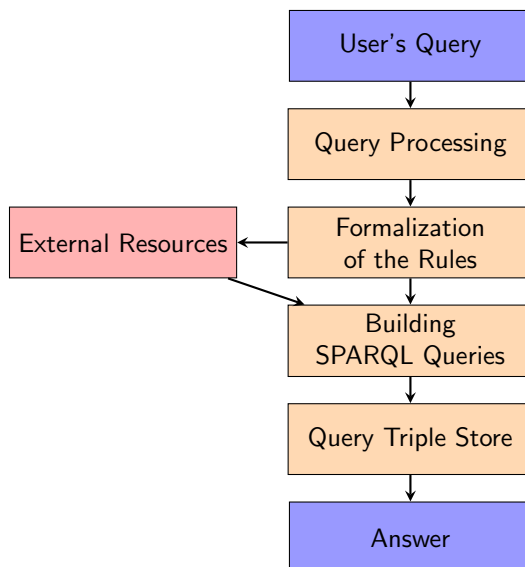 User's Query
Query Processing
External Resources
Formalization
of the Rules
Building
SPARQL Queries
Query Triple Store
Answer